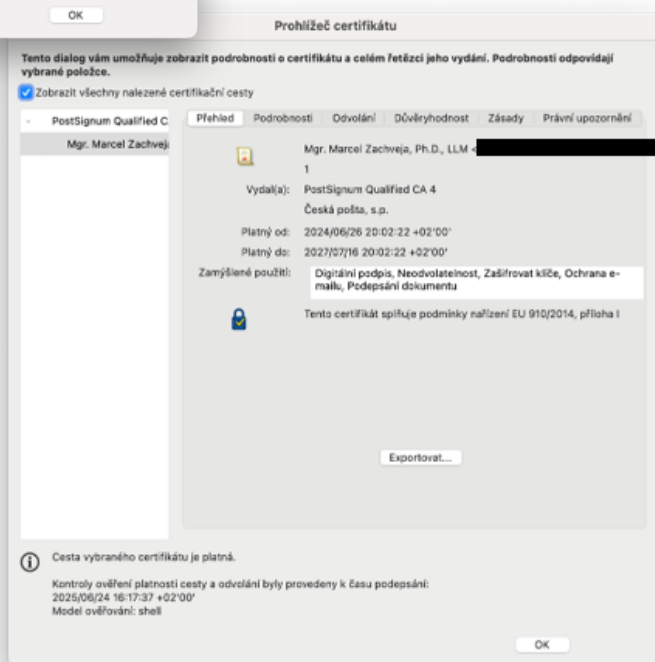 OK
Prohlížeč certifikátu
Tento dialog vám umožňuje zobrazit podrobnosti o certifikátu a celém řetězci jeho vydání. Podrobnosti odpovídají
vybrané položce.
Zobrazit všechny nalezené certifikační cesty
PostSignum Qualified C
Mgr. Marcel Zachveja
Přehled Podrobnosti Odvolání Důvěryhodnost Zásady Právní upozornění
Mgr. Marcel Zachveja, Ph.D., LLM <
1
Vydal(a): PostSignum Qualified CA 4
Česká pošta, s.p.
Platný od: 2024/06/26 20:02:22 +02'00'
Platný do: 2027/07/16 20:02:22 +02'00'
Zamýšlené použití: Digitální podpis, Neodvolatelnost, Zašifrovat klíče, Ochrana e-
mailu, Podepsání dokumentu
Tento certifikát splňuje podmínky nařízení EU 910/2014, příloha I
Exportovat...
Cesta vybraného certifikátu je platná.
Kontroly ověření platnosti cesty a odvolání byly provedeny k času podepsání:
2025/06/24 16:17:37 +02'00'
Model ověřování: shell
OK